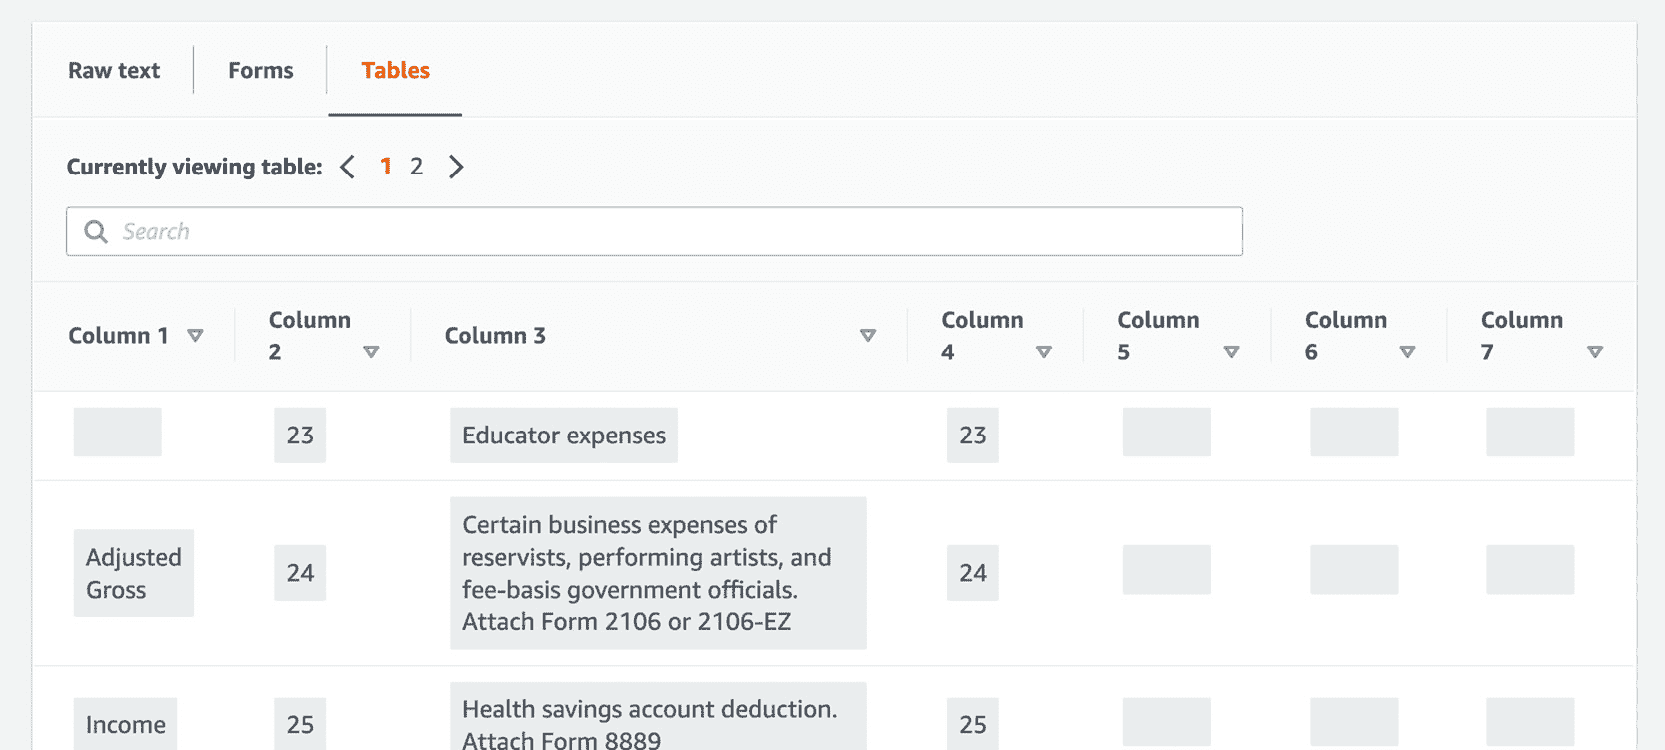 Raw text Forms Tables
Currently viewing table: 1 2
Search
Column 1 Column 2 Column 3 Column 4 Column 5 Column 6 Column 7
23 Educator expenses 23
Adjusted Gross 24
Certain business expenses of
reservists, performing artists, and
fee-basis government officials.
Attach Form 2106 or 2106-EZ
24
Income 25
Health savings account deduction.
Attach Form 8889
25